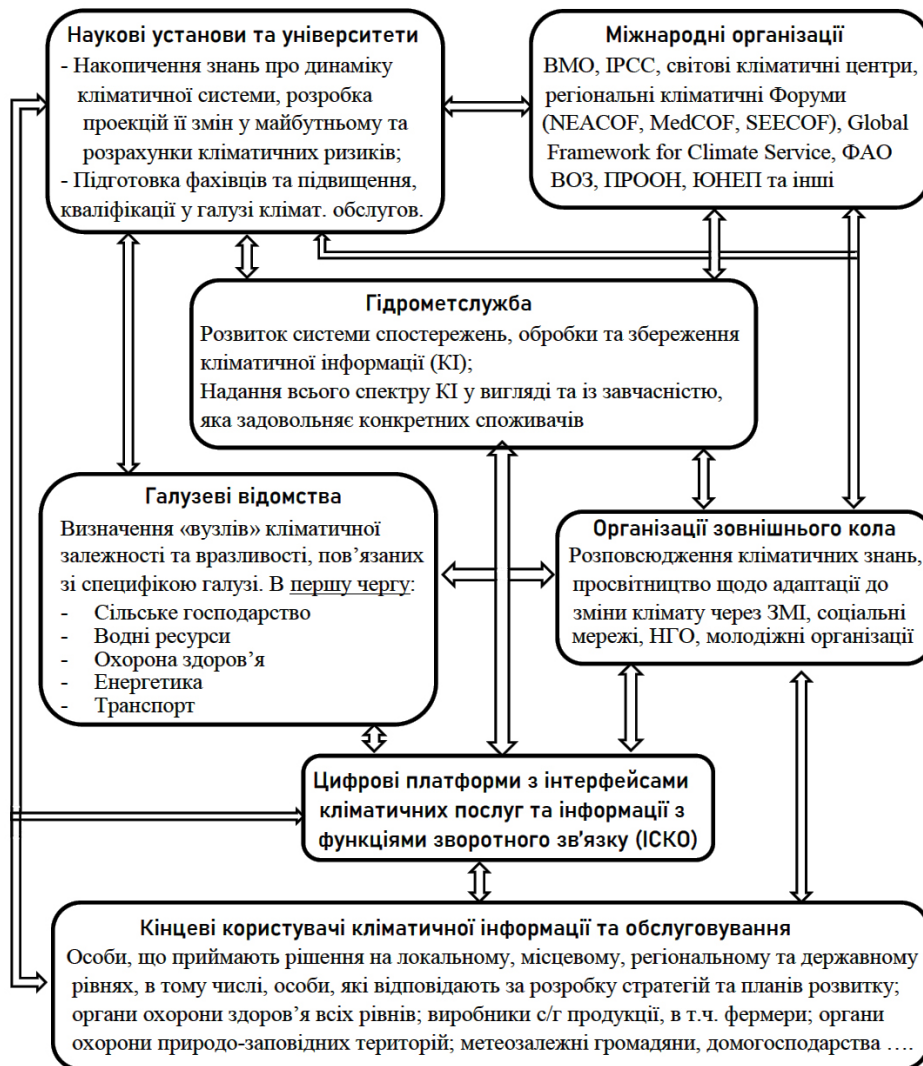 Наукові установи та університети
- Накопичення знань про динаміку
кліматичної системи, розробка
проекцій її змін у майбутньому та
розрахунки кліматичних ризиків;
- Підготовка фахівців та підвищення,
кваліфікації у галузі клімат. обслугов.
Міжнародні організації
ВМО, IPCC, світові кліматичні центри,
регіональні кліматичні Форуми
(NEACOF, MedCOF, SEECOF), Global
Framework for Climate Service, ФАО
ВОЗ, ПРООН, ЮНЕП та інші
Гідрометслужба
Розвиток системи спостережень, обробки та збереження
кліматичної інформації (КІ);
Надання всього спектру КІ у вигляді та із завчасністю,
яка задовольняє конкретних споживачів
Галузеві відомства
Визначення «вузлів» кліматичної
залежності та вразливості, пов’язаних
зі специфікою галузі. В першу чергу:
- Сільське господарство
- Водні ресурси
- Охорона здоров’я
- Енергетика
- Транспорт
Організації зовнішнього кола
Розповсюдження кліматичних знань,
просвітництво щодо адаптації до
зміни клімату через ЗМІ, соціальні
мережі, НГО, молодіжні організації
Цифрові платформи з інтерфейсами
кліматичних послуг та інформації з
функціями зворотного зв’язку (ІСКО)
Кінцеві користувачі кліматичної інформації та обслуговування
Особи, що приймають рішення на локальному, місцевому, регіональному та державному
рівнях, в тому числі, особи, які відповідають за розробку стратегій та планів розвитку;
органи охорони здоров’я всіх рівнів; виробники с/г продукції, в т.ч. фермери; органи
охорони природо-заповідних територій; метеозалежні громадяни, домогосподарства ….